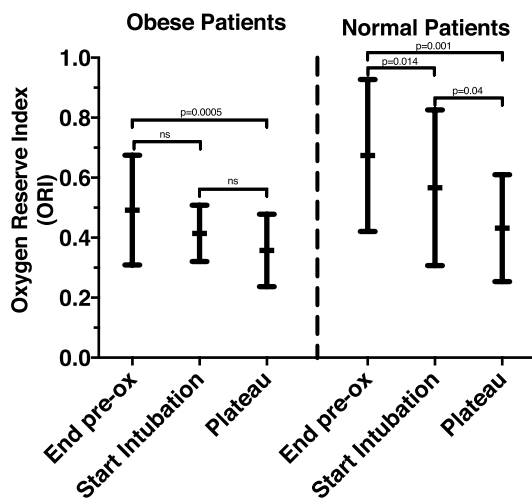 Obese Patients
Normal Patients
p=0.001
p=0.014
p=0.04
p=0.0005
ns
ns
Oxygen Reserve Index
(ORI)
1.0
0.8
0.6
0.4
0.2
0.0
End pre-ox
Start Intubation
Plateau
End pre-ox
Start Intubation
Plateau